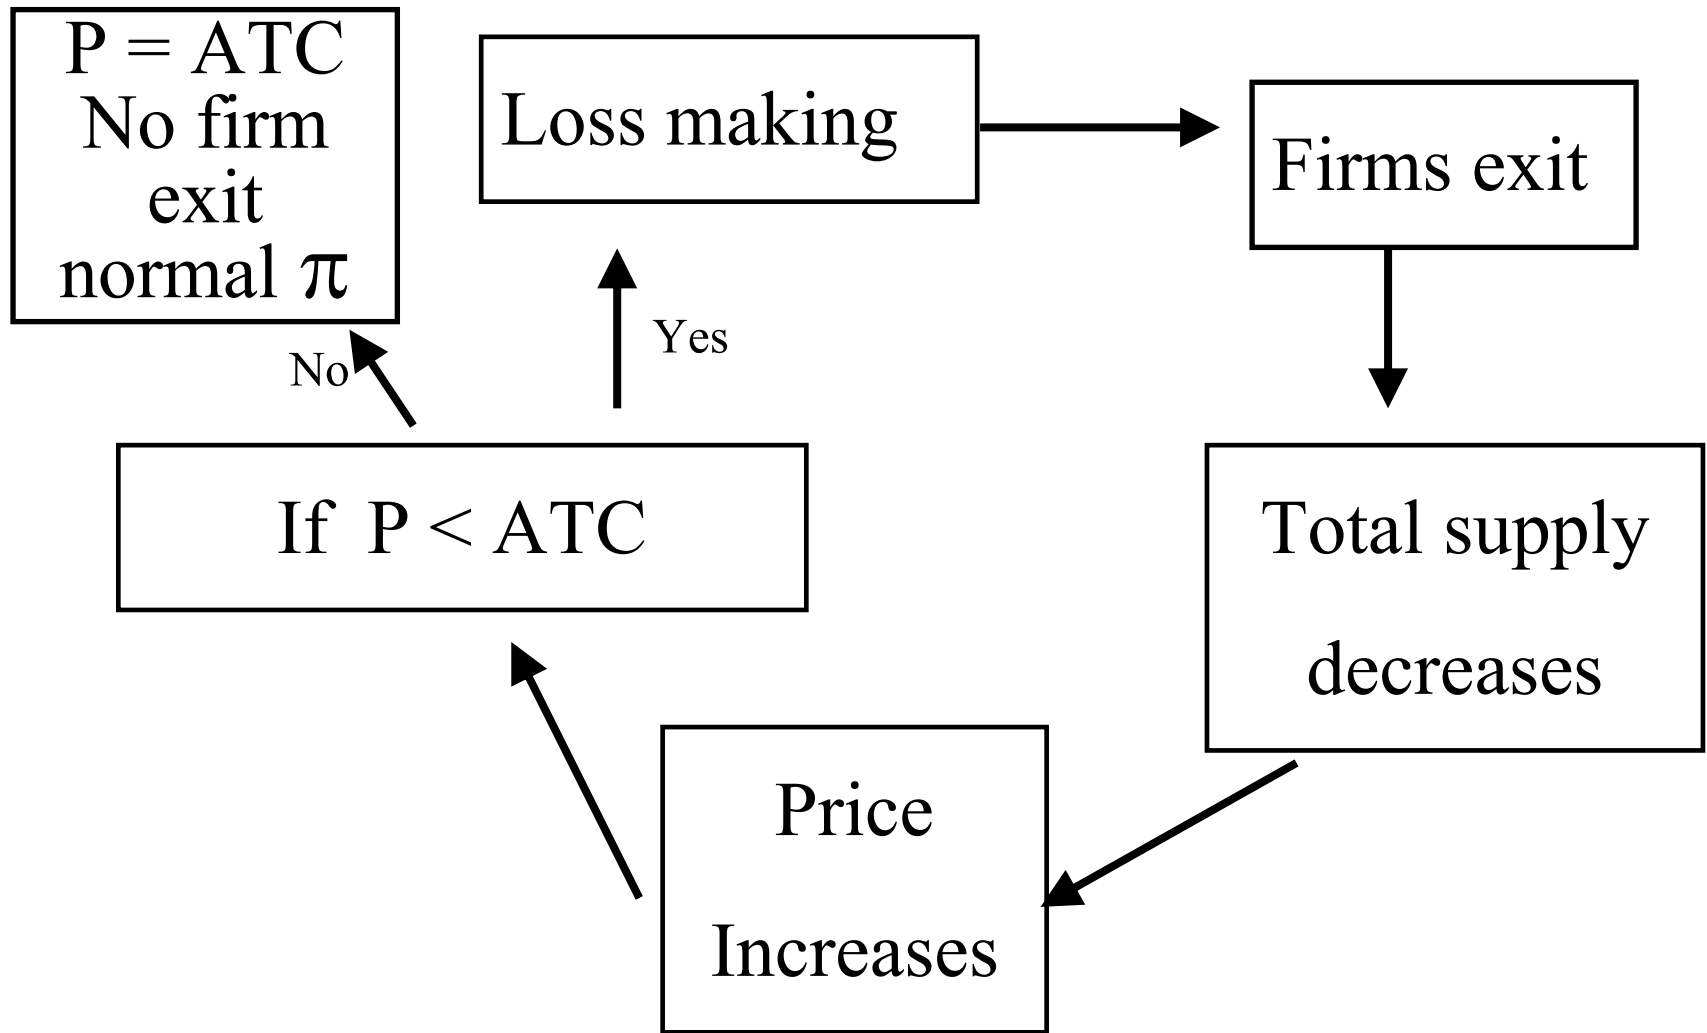 P = ATC
No firm
exit
normal π
Loss making
Firms exit
Yes
No
If P < ATC
Total supply
decreases
Price
Increases